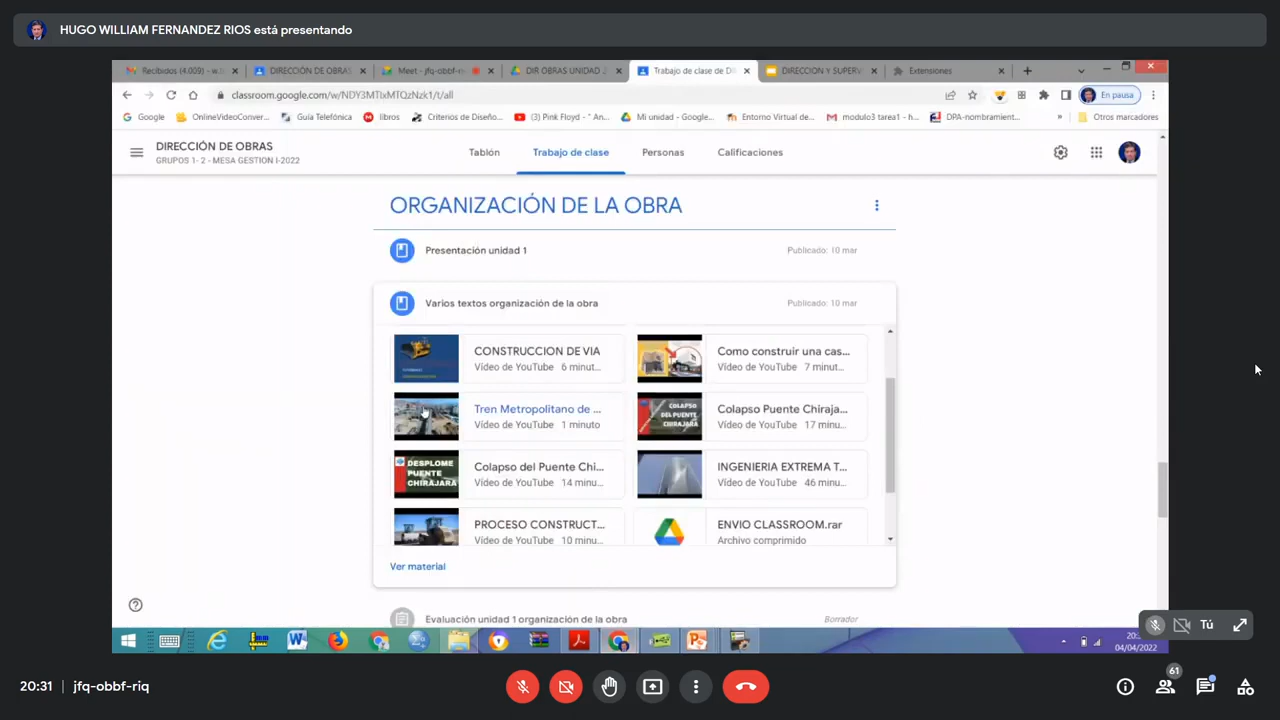 HUGO WILLIAM FERNANDEZ RIOS está presentando
Recibidos (4.009) - w.t
DIRECCIÓN DE OBRAS
Meet - jfq-obbf-riq
DIR OBRAS UNIDAD 2
Trabajo de clase de DI
DIRECCION Y SUPERV
Extensiones
classroom.google.com/w/NDY3MTIxMTQzNzk1/t/all
En pausa
Google
OnlineVideoConver...
Guía Telefónica
libros
Criterios de Diseño...
(3) Pink Floyd - " An...
Mi unidad - Google...
Entorno Virtual de...
modulo3 tarea1 - h...
DPA-nombramient...
»
Otros marcadores
DIRECCIÓN DE OBRAS
GRUPOS 1- 2 - MESA GESTION I-2022
Tablón
Trabajo de clase
Personas
Calificaciones
ORGANIZACIÓN DE LA OBRA
Presentación unidad 1
Publicado: 10 mar
Varios textos organización de la obra
Publicado: 10 mar
CONSTRUCCION DE VIA
Vídeo de YouTube 6 minut...
Como construir una cas...
Vídeo de YouTube 7 minut...
Tren Metropolitano de ...
Vídeo de YouTube 1 minuto
COLAPSO
DEL PUENTE
CHIRAJARA
Colapso Puente Chiraja...
Vídeo de YouTube 17 minu...
DESPLOME
PUENTE
CHIRAJARA
Colapso del Puente Chi...
Vídeo de YouTube 14 minu...
INGENIERIA EXTREMA T...
Vídeo de YouTube 46 minu...
PROCESO CONSTRUCT...
Vídeo de YouTube 10 minu...
ENVIO CLASSROOM.rar
Archivo comprimido
Ver material
Evaluación unidad 1 organización de la obra
Borrador
Tú
04/04/2022
20:31 | jfq-obbf-riq
61